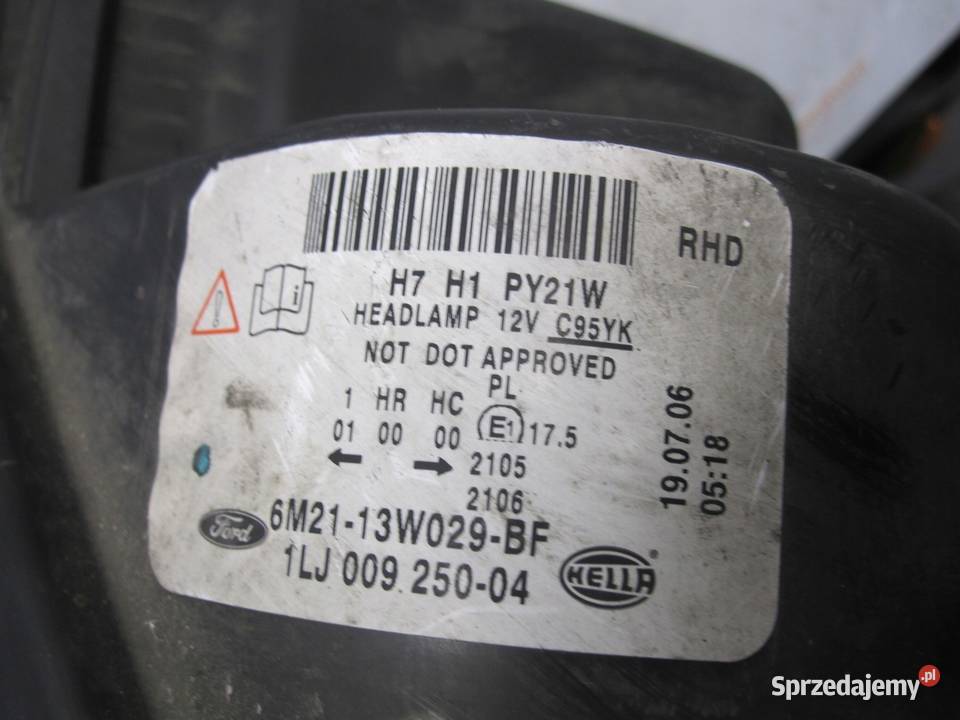 RHD
H7 H1 PY21W
HEADLAMP 12V C95YK
NOT DOT APPROVED
PL
1 HR HC E1 17.5
01 00 00
← → 2105
2106
19.07.06
05:18
Ford 6M21-13W029-BF
1LJ 009 250-04
HELLA ®
Sprzedajemy.pl